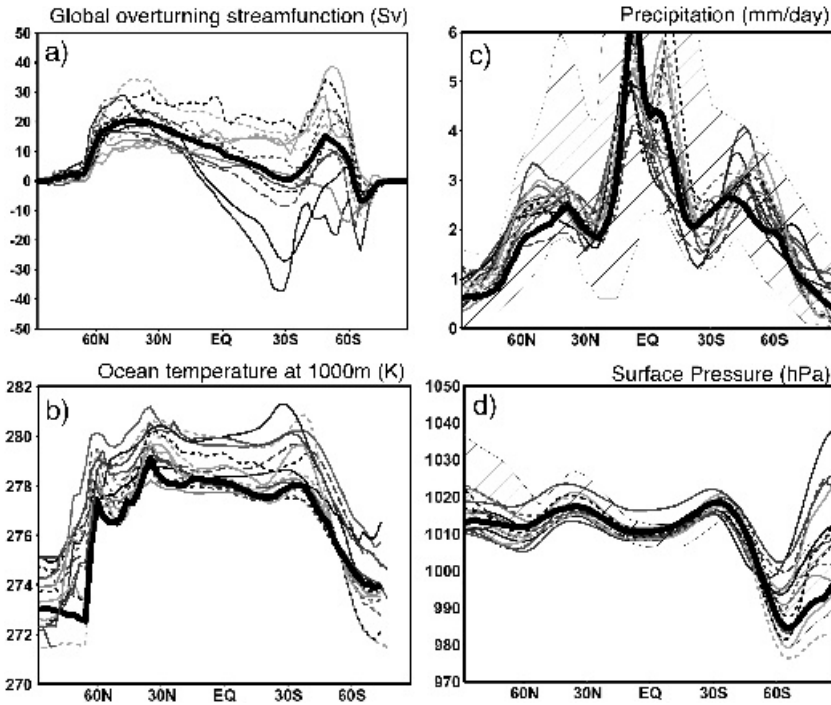 Global overturning streamfunction (Sv)
a)
50
40
30
20
10
0
10
20
30
40
50
60N 30N EQ 30S 60S
Precipitation (mm/day)
c)
6
5
4
3
2
1
0
60N 30N EQ 30S 60S
Ocean temperature at 1000m (K)
b)
282
280
278
276
274
272
270
60N 30N EQ 30S 60S
Surface Pressure (hPa)
d)
1050
1040
1030
1020
1010
1000
990
980
970
60N 30N EQ 30S 60S